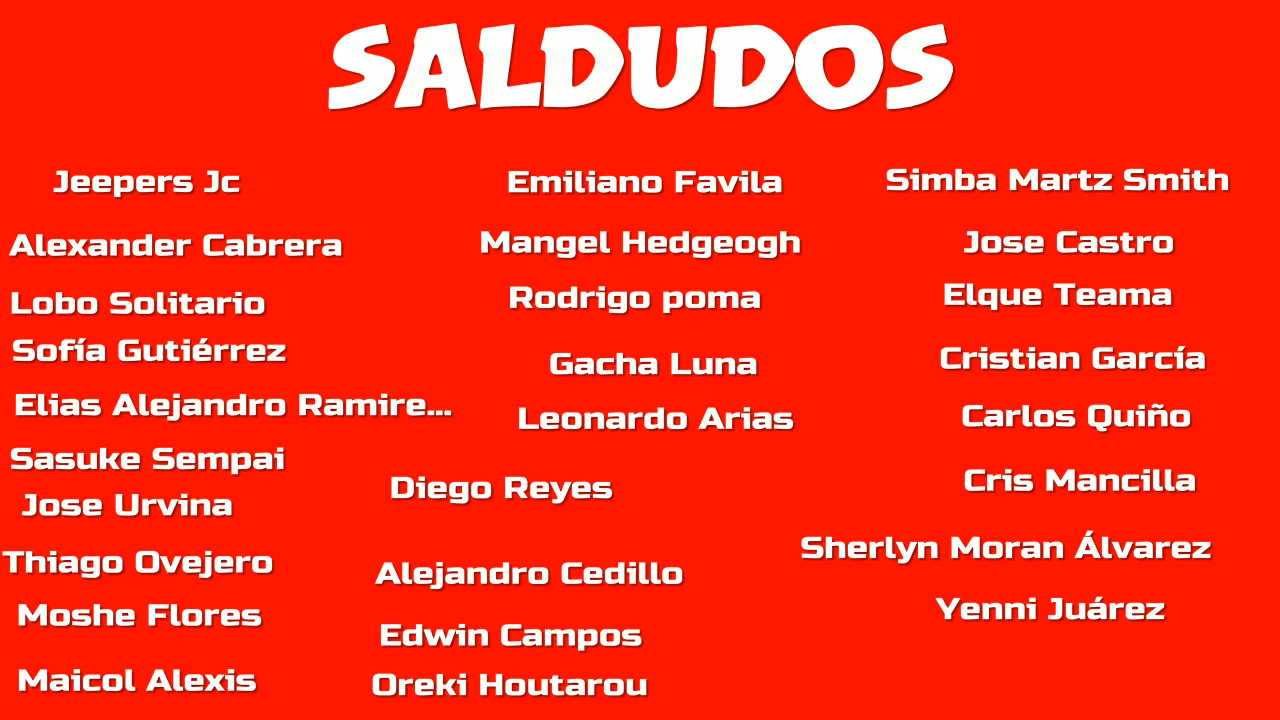 SALDUDOS
Jeepers Jc
Alexander Cabrera
Lobo Solitario
Sofía Gutiérrez
Elias Alejandro Ramire...
Sasuke Sempai
Jose Urvina
Thiago Ovejero
Moshe Flores
Maicol Alexis
Emiliano Favila
Mangel Hedgeogh
Rodrigo poma
Gacha Luna
Leonardo Arias
Diego Reyes
Alejandro Cedillo
Edwin Campos
Oreki Houtarou
Simba Martz Smith
Jose Castro
Elque Teama
Cristian García
Carlos Quiño
Cris Mancilla
Sherlyn Moran Álvarez
Yenni Juárez